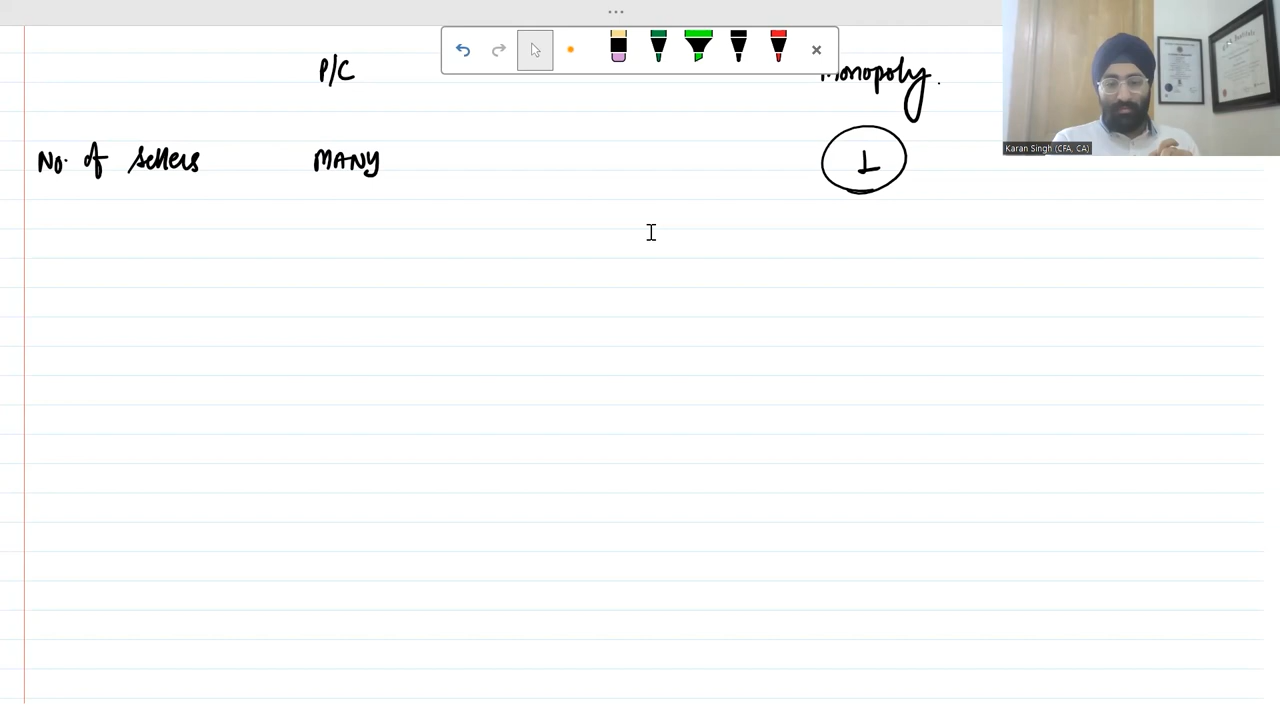 P/C Monopoly.
No. of Sellers MANY 1
Karan Singh (CFA, CA)